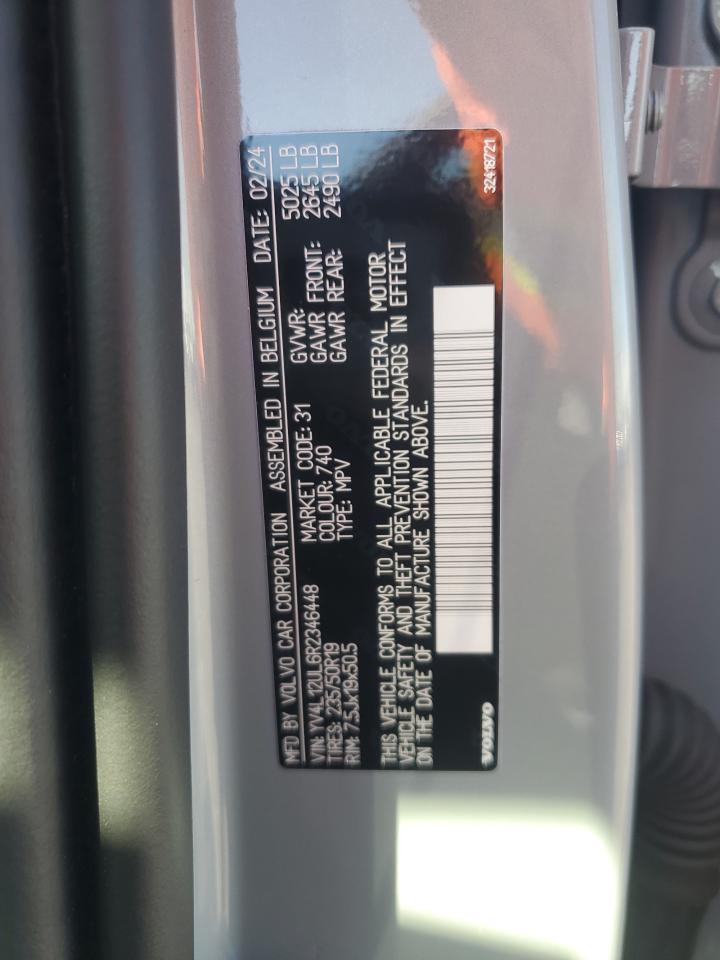 MFD BY VOLVO CAR CORPORATION ASSEMBLED IN BELGIUM DATE: 02/24
VIN: YV4L12UL6R2346448
TIRES: 235/50R19
RIM: 7.5Jx19x50.5
MARKET CODE: 31
COLOUR: 740
TYPE: MPV
GVWR: 5025 LB
GAWR FRONT: 2645 LB
GAWR REAR: 2490 LB
THIS VEHICLE CONFORMS TO ALL APPLICABLE FEDERAL MOTOR
VEHICLE SAFETY AND THEFT PREVENTION STANDARDS IN EFFECT
ON THE DATE OF MANUFACTURE SHOWN ABOVE.
VOLVO
32418721